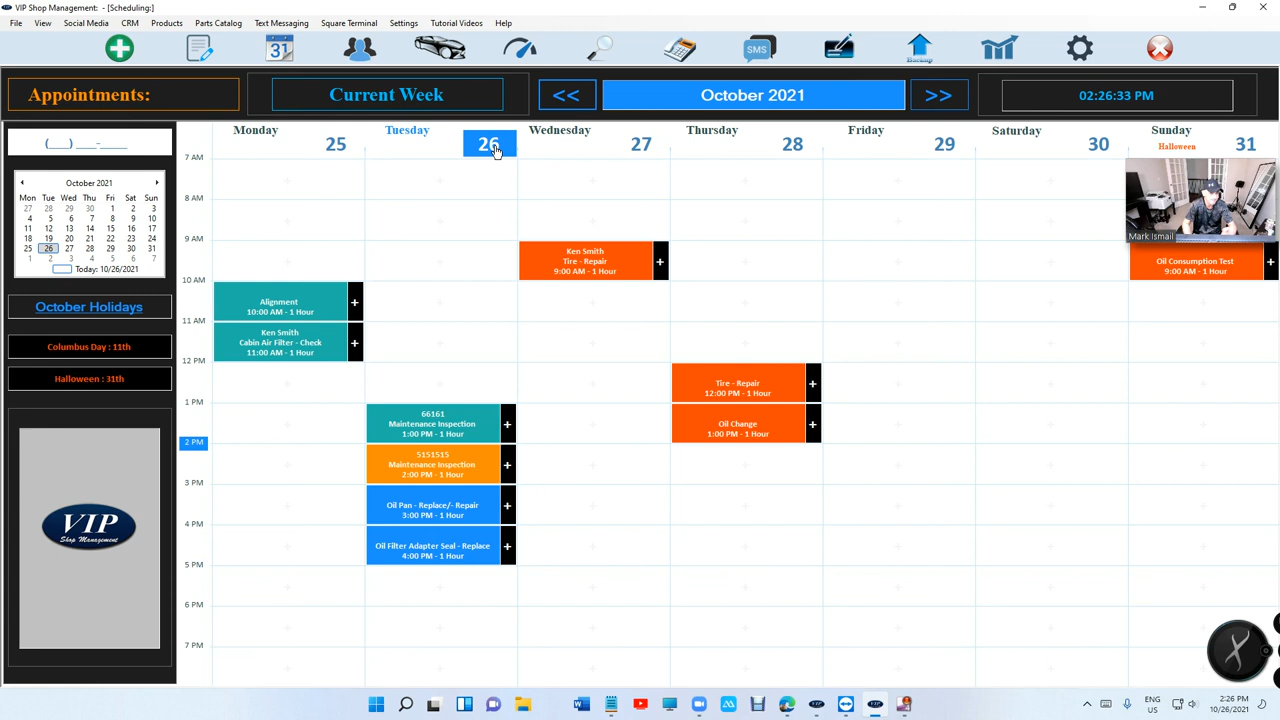 VIP Shop Management:  - [Scheduling:]
File View Social Media CRM Products Parts Catalog Text Messaging Square Terminal Settings Tutorial Videos Help
31 SMS Backup
Appointments: Current Week << October 2021 >> 02:26:33 PM
(___) ___-____
October 2021
Mon Tue Wed Thu Fri Sat Sun
27 28 29 30 1 2 3
4 5 6 7 8 9 10
11 12 13 14 15 16 17
18 19 20 21 22 23 24
25 26 27 28 29 30 31
1 2 3 4 5 6 7
Today: 10/26/2021
October Holidays
Columbus Day : 11th
Halloween : 31th
VIP
Shop Management
Monday 25
Tuesday 26
Wednesday 27
Thursday 28
Friday 29
Saturday 30
Sunday 31
Halloween
7 AM
8 AM
9 AM
10 AM
11 AM
12 PM
1 PM
2 PM
3 PM
4 PM
5 PM
6 PM
7 PM
Alignment
10:00 AM - 1 Hour
+
Ken Smith
Cabin Air Filter - Check
11:00 AM - 1 Hour
+
66161
Maintenance Inspection
1:00 PM - 1 Hour
+
5151515
Maintenance Inspection
2:00 PM - 1 Hour
+
Oil Pan - Replace/- Repair
3:00 PM - 1 Hour
+
Oil Filter Adapter Seal - Replace
4:00 PM - 1 Hour
+
Ken Smith
Tire - Repair
9:00 AM - 1 Hour
+
Tire - Repair
12:00 PM - 1 Hour
+
Oil Change
1:00 PM - 1 Hour
+
Mark Ismail
Oil Consumption Test
9:00 AM - 1 Hour
+
ENG
US
2:26 PM
10/26/2021